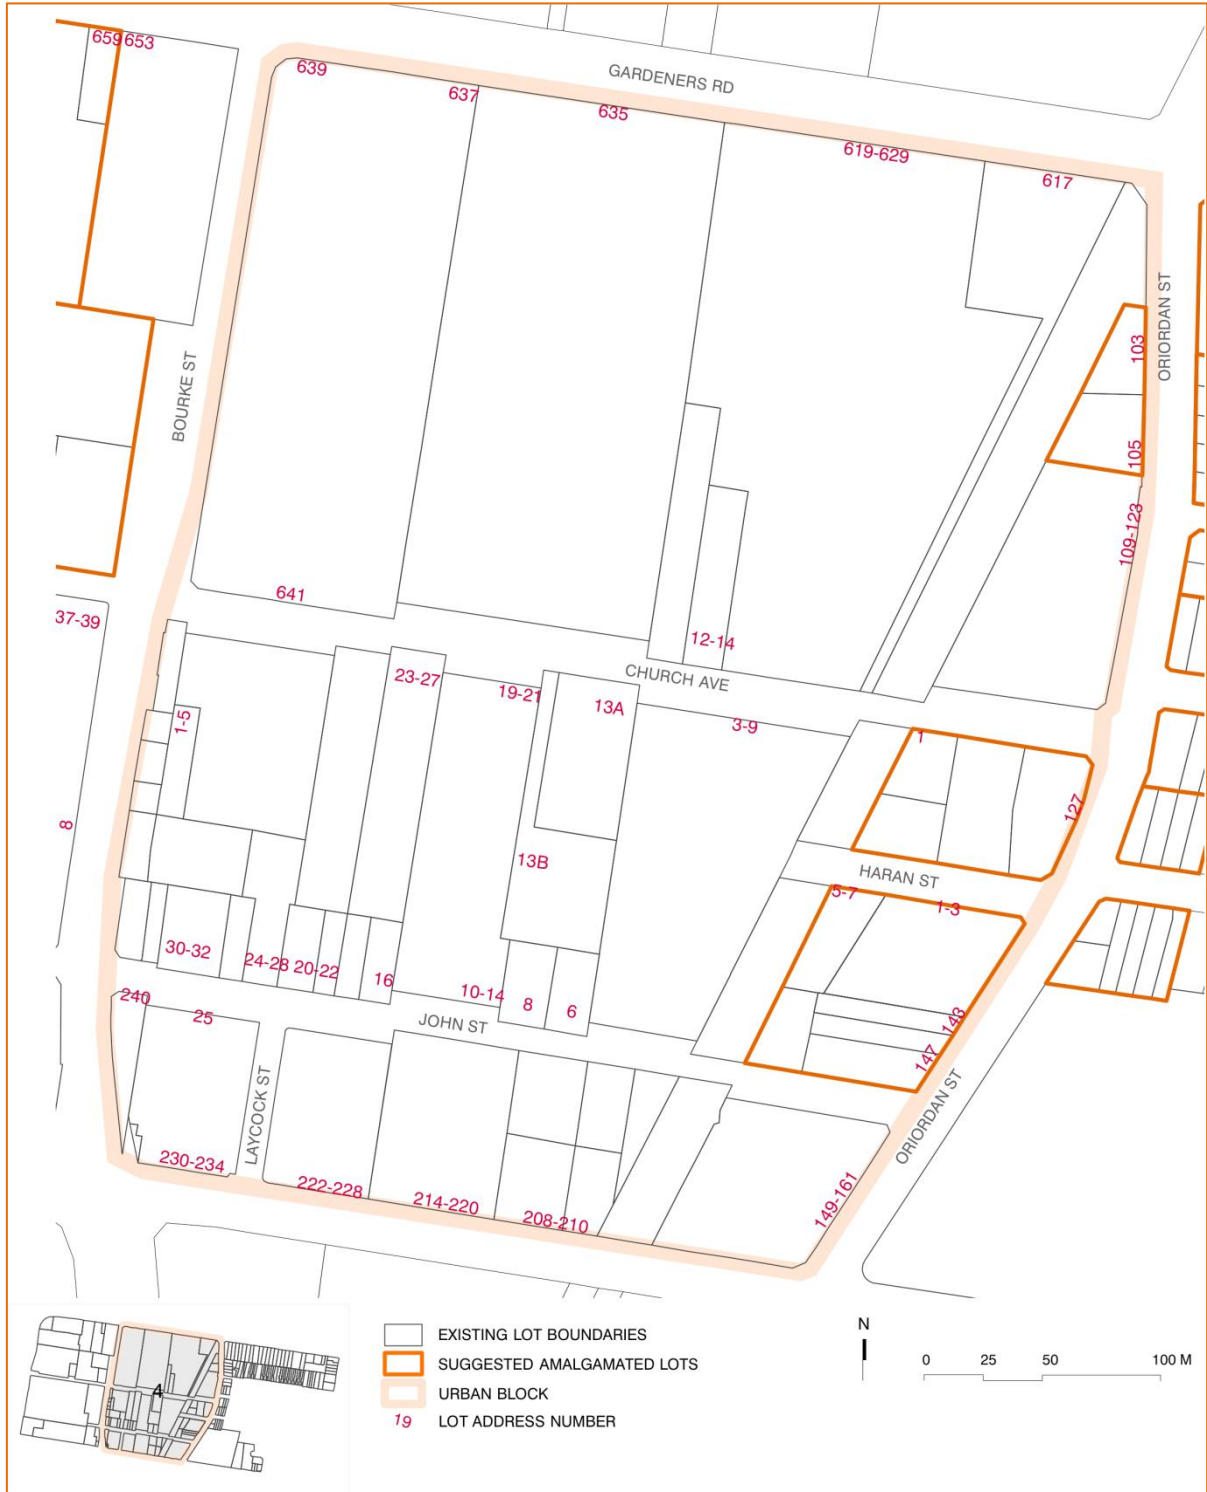 659 653
639
637
635
GARDENERS RD
619-629
617
ORIORDAN ST
103
105
109-123
BOURKE ST
641
37-39
12-14
CHURCH AVE
23-27
19-21
13A
3-9
1
1-5
127
8
13B
HARAN ST
5-7
1-3
30-32
24-28
20-22
16
10-14
8
6
240
25
JOHN ST
143
147
LAYCOCK ST
ORIORDAN ST
230-234
222-228
214-220
208-210
149-161
4
EXISTING LOT BOUNDARIES
SUGGESTED AMALGAMATED LOTS
URBAN BLOCK
19 LOT ADDRESS NUMBER
N
0 25 50 100 M